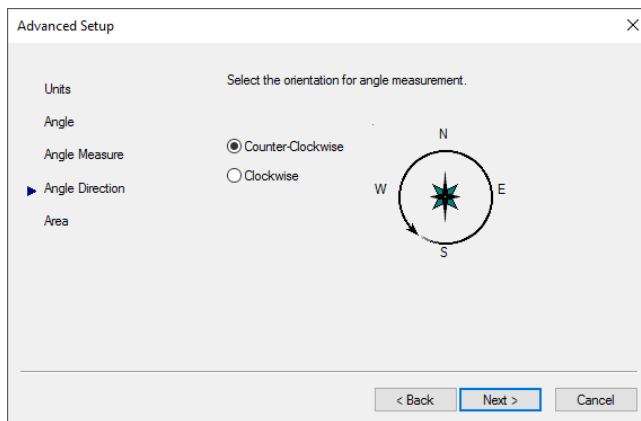 Advanced Setup
Units
Angle
Angle Measure
Angle Direction
Area
Select the orientation for angle measurement.
Counter-Clockwise
Clockwise
N
W
E
S
< Back
Next >
Cancel